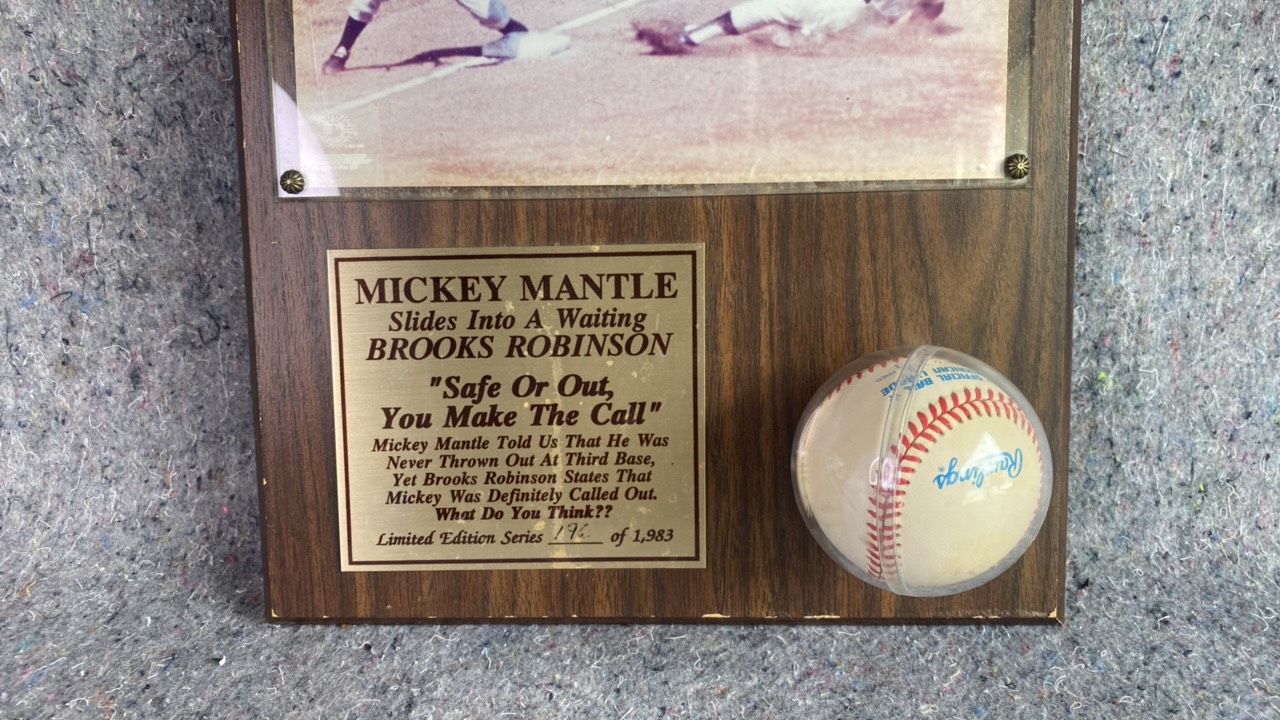 MICKEY MANTLE
Slides Into A Waiting
BROOKS ROBINSON
"Safe Or Out,
You Make The Call"
Mickey Mantle Told Us That He Was
Never Thrown Out At Third Base,
Yet Brooks Robinson States That
Mickey Was Definitely Called Out.
What Do You Think??
Limited Edition Series 196 of 1,983
OFFICIAL
Rawlings